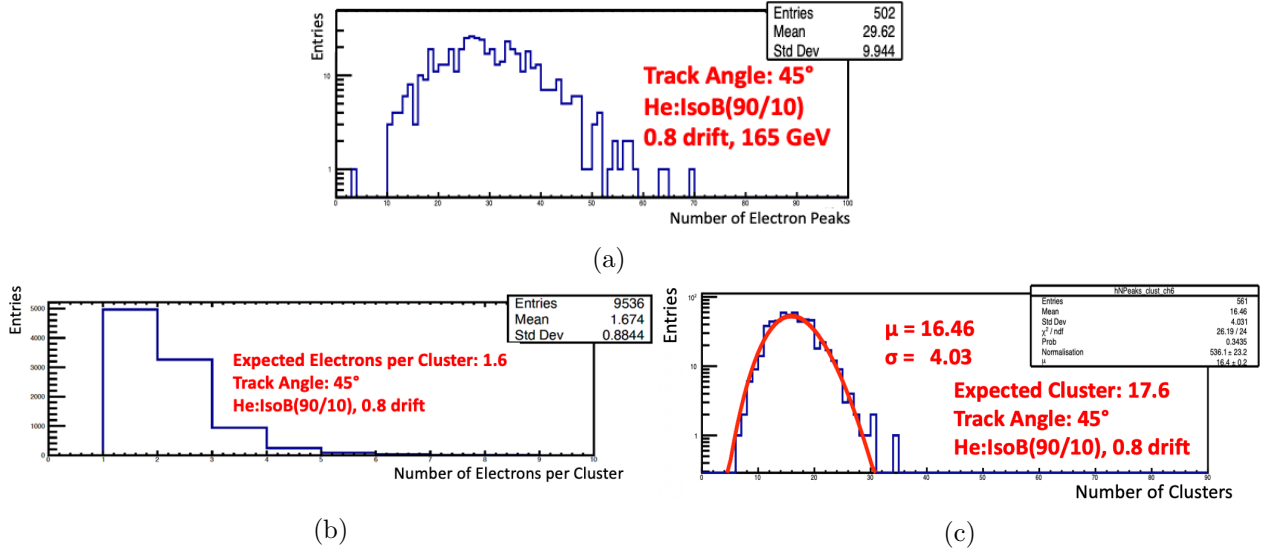 Entries
Entries 502
Mean 29.62
Std Dev 9.944
Track Angle: 45°
He:IsoB(90/10)
0.8 drift, 165 GeV
10
1
0 10 20 30 40 50 60 70 80 90 100
Number of Electron Peaks
(a)
Entries
Entries 9536
Mean 1.674
Std Dev 0.8844
5000
4000
3000
2000
1000
0
Expected Electrons per Cluster: 1.6
Track Angle: 45°
He:IsoB(90/10), 0.8 drift
0 1 2 3 4 5 6 7 8 9 10
Number of Electrons per Cluster
(b)
Entries
hNPeaks_clust_ch6
Entries 561
Mean 16.46
Std Dev 4.031
χ² / ndf 26.19 / 24
Prob 0.3435
Normalisation 536.1 ± 23.2
μ 16.4 ± 0.2
10²
10
1
μ = 16.46
σ = 4.03
Expected Cluster: 17.6
Track Angle: 45°
He:IsoB(90/10), 0.8 drift
0 10 20 30 40 50 60 70 80 90
Number of Clusters
(c)